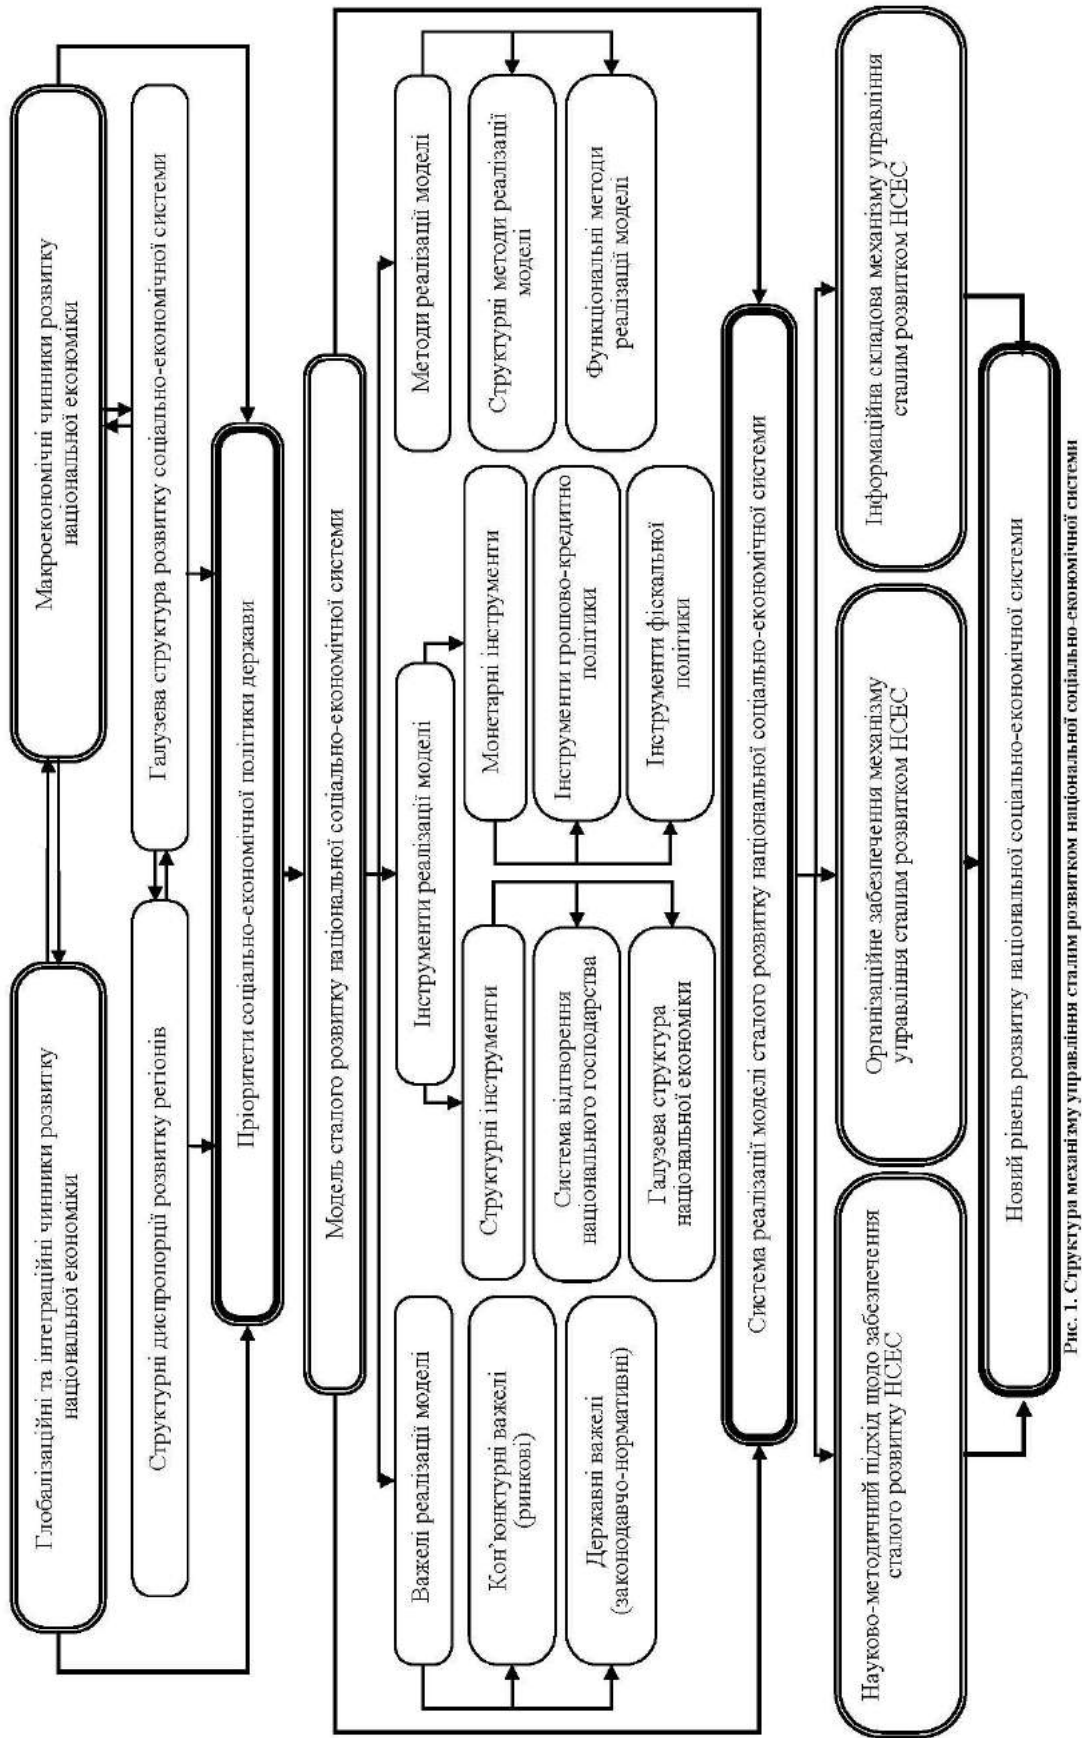 Глобалізаційні та інтеграційні чинники розвитку
національної економіки
Макроекономічні чинники розвитку
національної економіки
Структурні диспропорції розвитку регіонів
Галузева структура розвитку соціально-економічної системи
Пріоритети соціально-економічної політики держави
Модель сталого розвитку національної соціально-економічної системи
Важелі реалізації моделі
Кон'юнктурні важелі
(ринкові)
Державні важелі
(законодавчо-нормативні)
Інструменти реалізації моделі
Структурні інструменти
Система відтворення
національного господарства
Галузева структура
національної економіки
Монетарні інструменти
Інструменти грошово-кредитно
політики
Інструменти фіскальної
політики
Методи реалізації моделі
Структурні методи реалізації
моделі
Функціональні методи
реалізації моделі
Система реалізації моделі сталого розвитку національної соціально-економічної системи
Науково-методичний підхід щодо забезпечення
сталого розвитку НСЕС
Організаційне забезпечення механізму
управління сталим розвитком НСЕС
Інформаційна складова механізму управління
сталим розвитком НСЕС
Новий рівень розвитку національної соціально-економічної системи
Рис. 1. Структура механізму управління сталим розвитком національної соціально-економічної системи